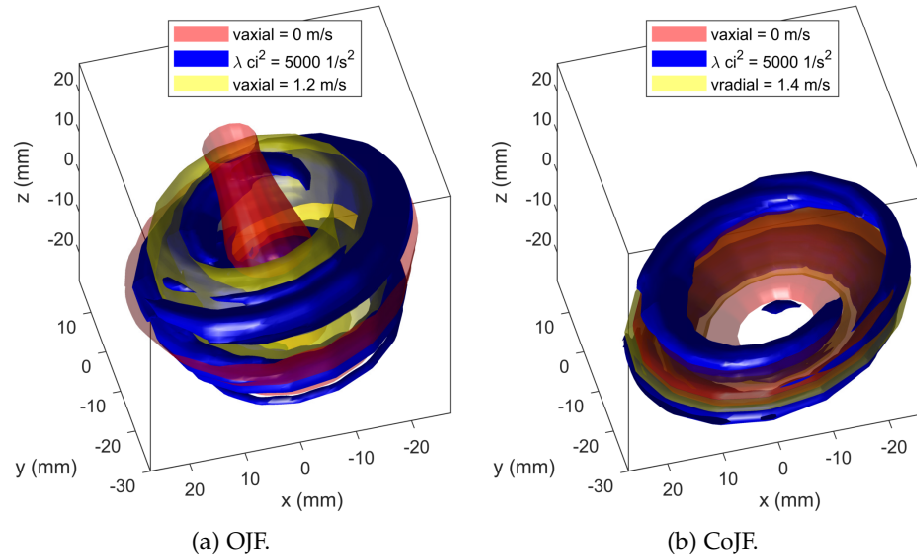 vaxial = 0 m/s
λ ci² = 5000 1/s²
vaxial = 1.2 m/s
20
10
0
-10
-20
z (mm)
10
0
-10
-20
y (mm)
-30
20
10
0
-10
-20
x (mm)
(a) OJF.
vaxial = 0 m/s
λ ci² = 5000 1/s²
vradial = 1.4 m/s
20
10
0
-10
-20
z (mm)
10
0
-10
-20
y (mm)
-30
20
10
0
-10
-20
x (mm)
(b) CoJF.